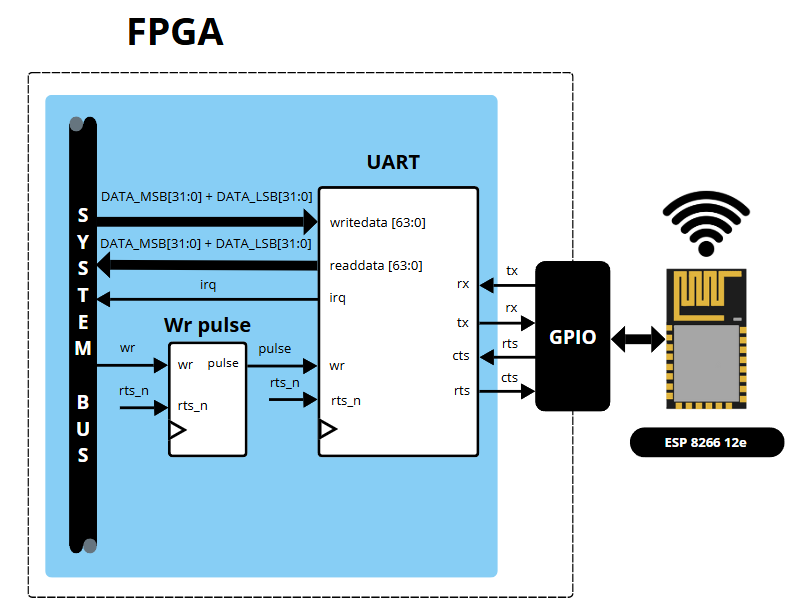 FPGA
UART
DATA_MSB[31:0] + DATA_LSB[31:0]
writedata [63:0]
DATA_MSB[31:0] + DATA_LSB[31:0]
readdata [63:0]
irq
irq
SYSTEM BUS
Wr pulse
wr
wr
pulse
pulse
wr
rts_n
rts_n
rts_n
rts_n
rx
tx
tx
rx
cts
rts
rts
cts
GPIO
ESP 8266 12e